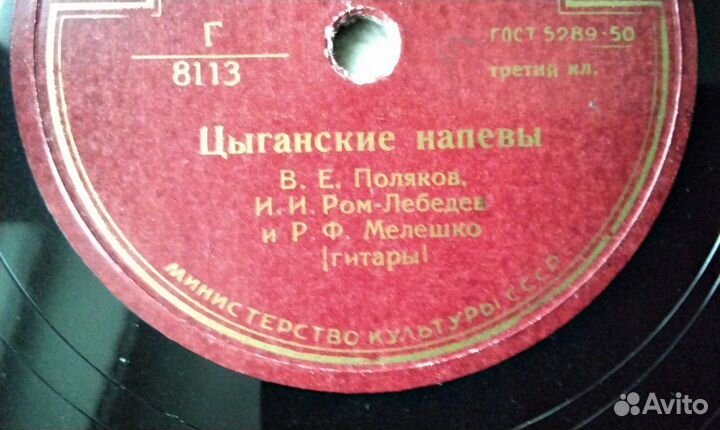 Г
8113
ГОСТ 5289-50
третий кл.
Цыганские напевы
В. Е. Поляков,
И. И. Ром-Лебедев
и Р. Ф. Мелешко
(гитары)
МИНИСТЕРСТВО КУЛЬТУРЫ СССР
Avito